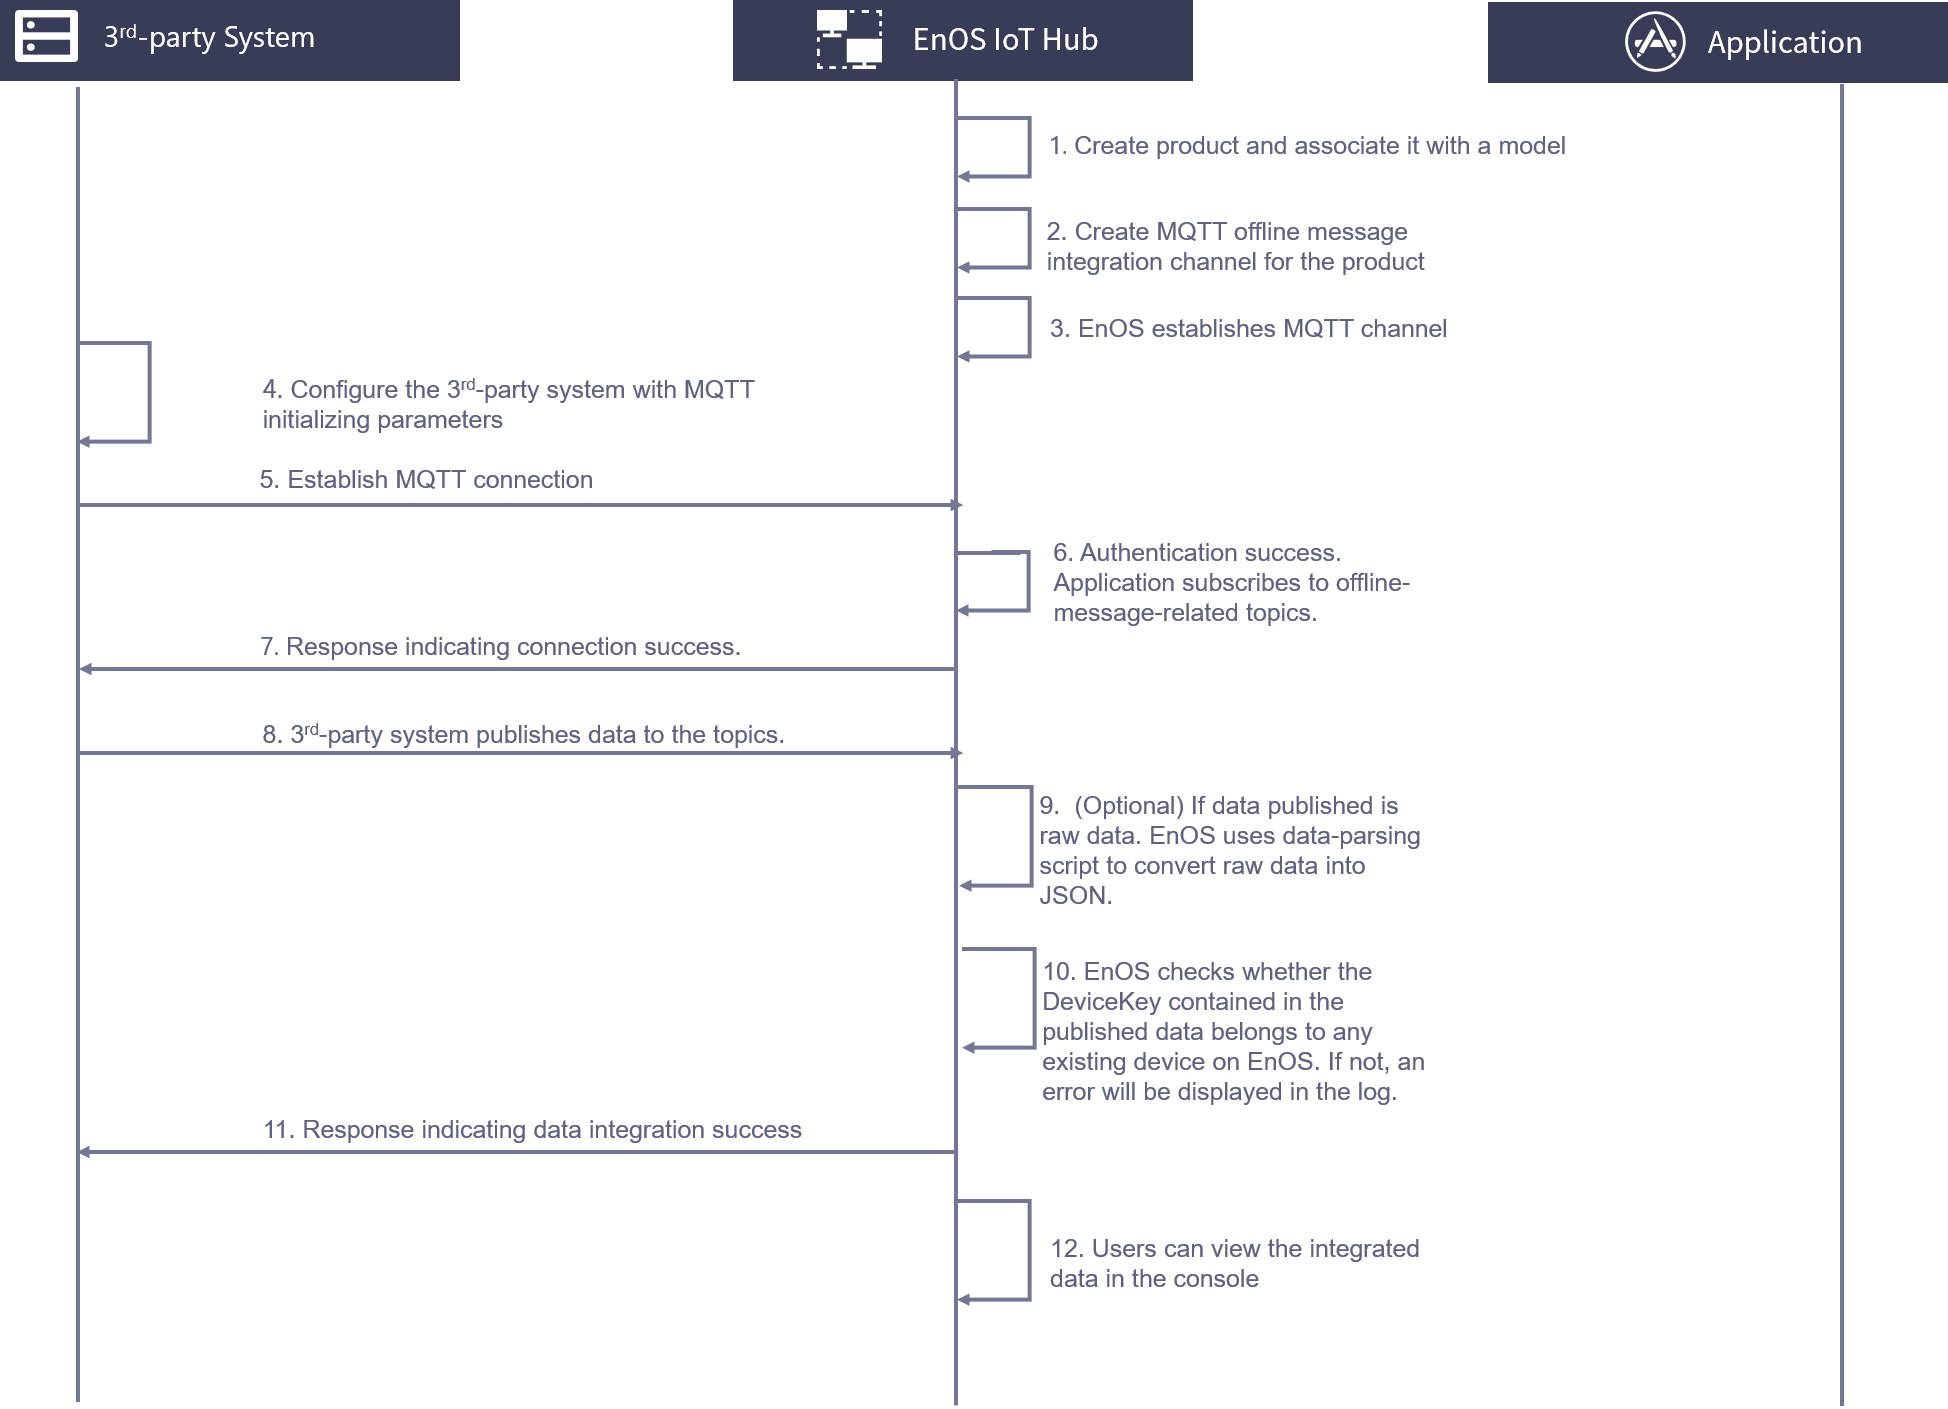 3rd-party System
EnOS IoT Hub
Application
1. Create product and associate it with a model
2. Create MQTT offline message
integration channel for the product
3. EnOS establishes MQTT channel
4. Configure the 3rd-party system with MQTT
initializing parameters
5. Establish MQTT connection
6. Authentication success.
Application subscribes to offline-
message-related topics.
7. Response indicating connection success.
8. 3rd-party system publishes data to the topics.
9.  (Optional) If data published is
raw data. EnOS uses data-parsing
script to convert raw data into
JSON.
10. EnOS checks whether the
DeviceKey contained in the
published data belongs to any
existing device on EnOS. If not, an
error will be displayed in the log.
11. Response indicating data integration success
12. Users can view the integrated
data in the console